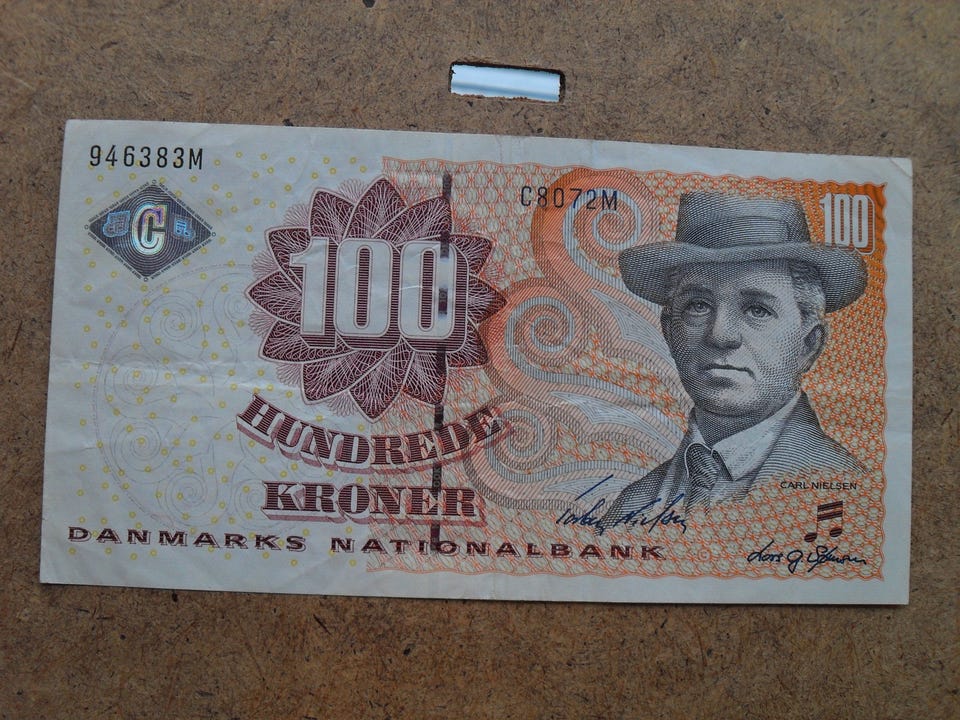 946383M
C8072M
C
100
100
HUNDREDE
KRONER
CARL NIELSEN
DANMARKS NATIONALBANK